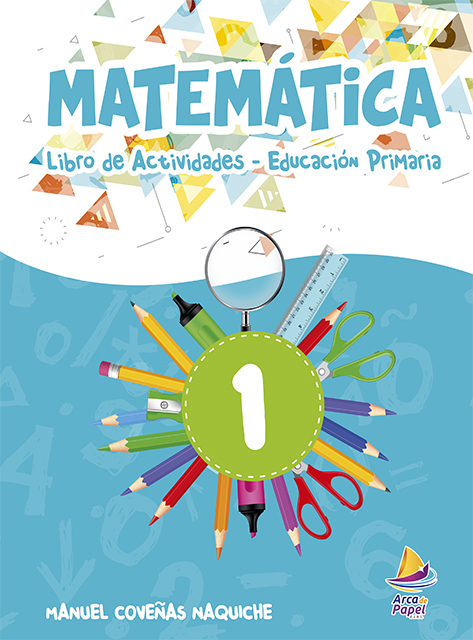 MATEMÁTICA
Libro de Actividades - Educación Primaria
1
MANUEL COVEÑAS NAQUICHE
Arca de
Papel